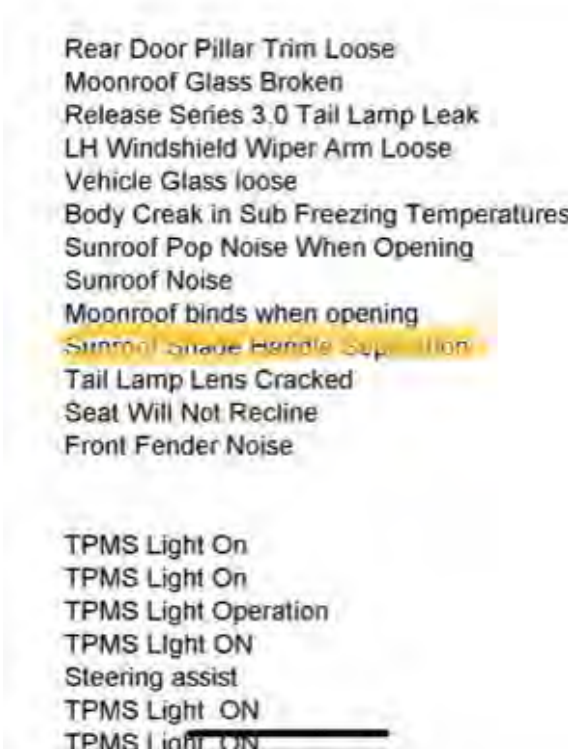 Rear Door Pillar Trim Loose
Moonroof Glass Broken
Release Series 3.0 Tail Lamp Leak
LH Windshield Wiper Arm Loose
Vehicle Glass loose
Body Creak in Sub Freezing Temperatures
Sunroof Pop Noise When Opening
Sunroof Noise
Moonroof binds when opening
Sunroof Shade Handle Separation
Tail Lamp Lens Cracked
Seat Will Not Recline
Front Fender Noise
TPMS Light On
TPMS Light On
TPMS Light Operation
TPMS LIght ON
Steering assist
TPMS Light ON
TPMS Light ON